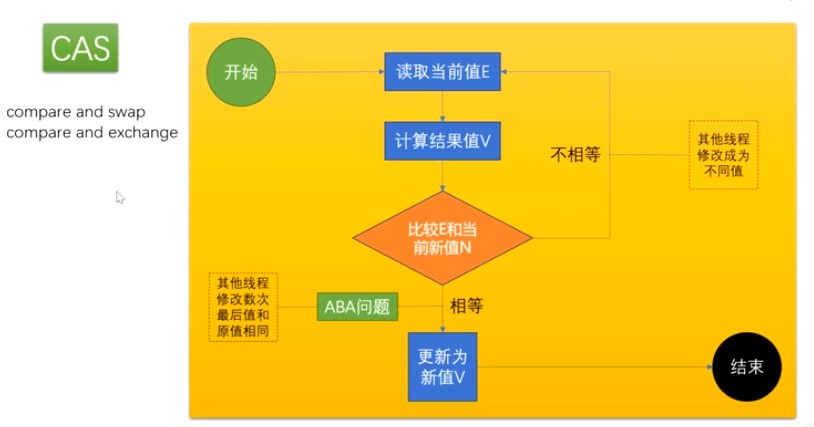 CAS
compare and swap
compare and exchange
开始
读取当前值E
计算结果值V
不相等
其他线程
修改成为
不同值
比较E和当
前新值N
其他线程
修改数次
最后值和
原值相同
ABA问题
相等
更新为
新值V
结束